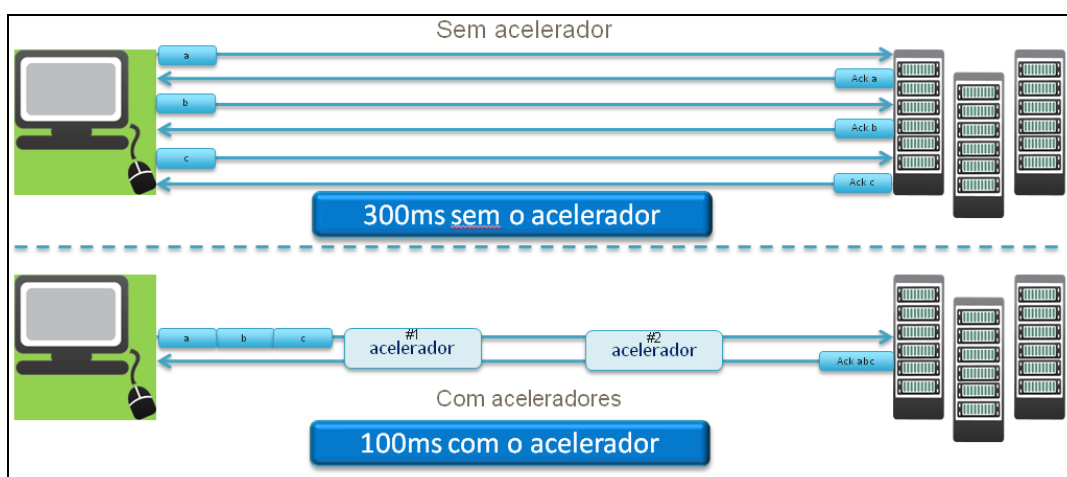 Sem acelerador
a
Ack a
b
Ack b
c
Ack c
300ms sem o acelerador
a b c
#1
acelerador
#2
acelerador
Ack abc
Com aceleradores
100ms com o acelerador